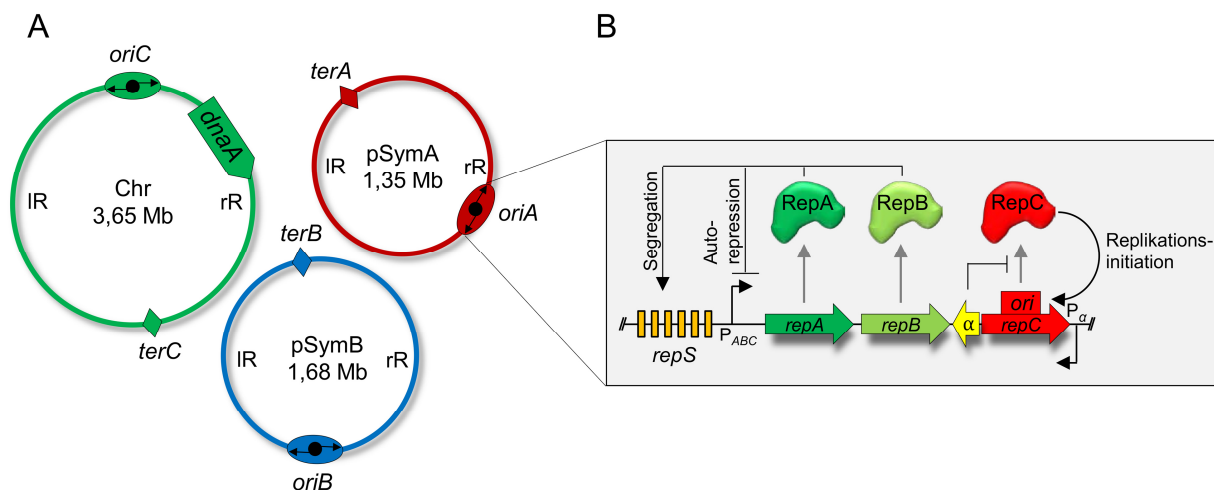 A
oriC
dnaA
lR
Chr
3,65 Mb
rR
terC
terA
lR
pSymA
1,35 Mb
rR
oriA
terB
lR
pSymB
1,68 Mb
rR
oriB
B
Segregation
Auto-
repression
RepA
RepB
RepC
Replikations-
initiation
repS
PABC
repA
repB
α
ori
repC
Pα